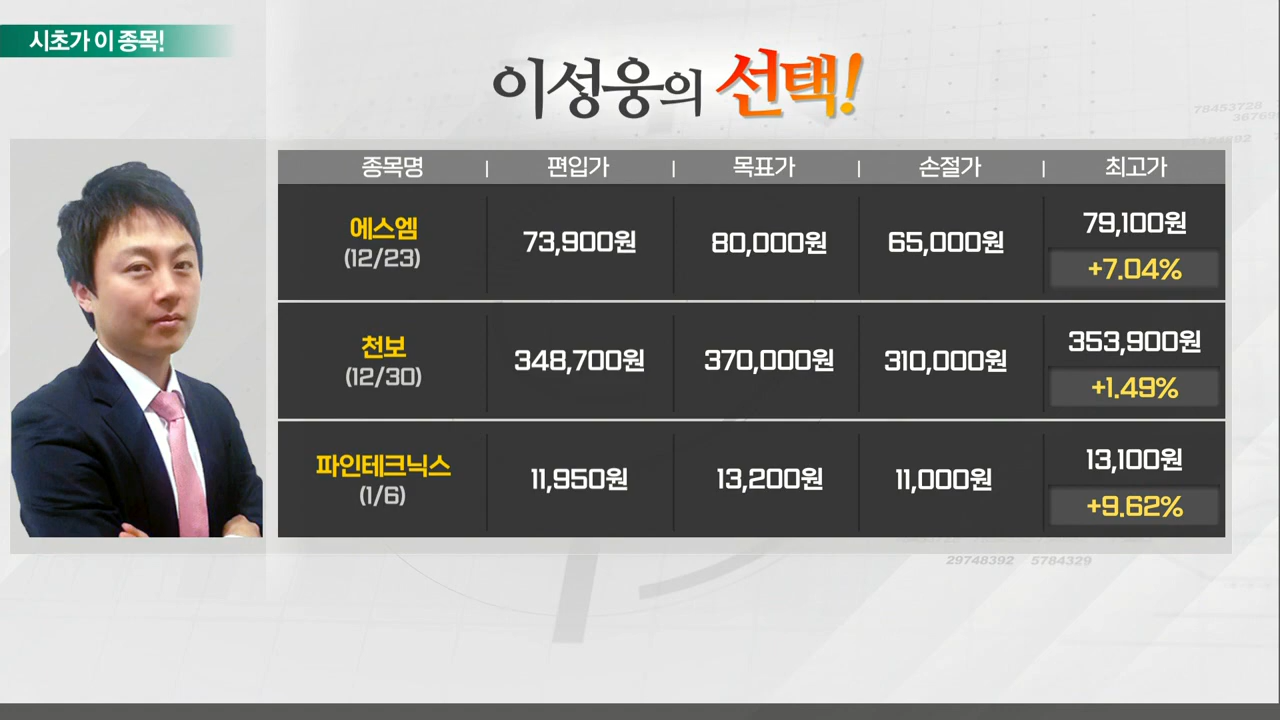 시초가 이 종목!
이성웅의 선택!
종목명 | 편입가 | 목표가 | 손절가 | 최고가
에스엠 (12/23) 73,900원 80,000원 65,000원 79,100원 +7.04%
천보 (12/30) 348,700원 370,000원 310,000원 353,900원 +1.49%
파인테크닉스 (1/6) 11,950원 13,200원 11,000원 13,100원 +9.62%
29748392 5784329
78453728